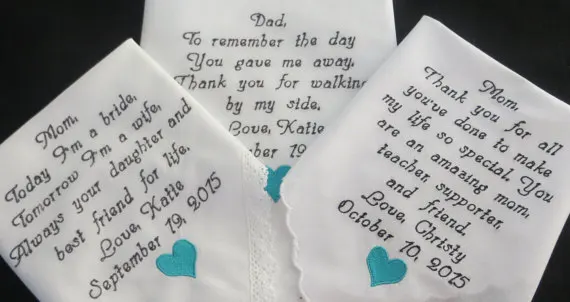 Mom,
Today I'm a bride,
Tomorrow I'm a wife,
Always your daughter and
best friend for life.
Love, Katie
September 19, 2015
Dad,
To remember the day
You gave me away.
Thank you for walking
by my side.
Love, Katie
ber 19, 2015
Mom,
Thank you for all
you've done to make
my life so special. You
are an amazing mom,
teacher, supporter,
and friend.
Love, Christy
October 10, 2015